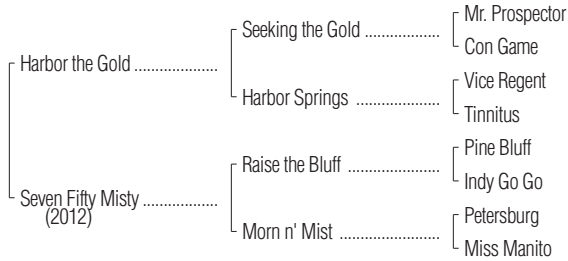 Mr. Prospector
Seeking the Gold ..................
Con Game
Harbor the Gold ....................
Vice Regent
Harbor Springs ....................
Tinnitus
Pine Bluff
Raise the Bluff ......................
Indy Go Go
Seven Fifty Misty ..................
(2012)
Petersburg
Morn n' Mist ........................
Miss Manito